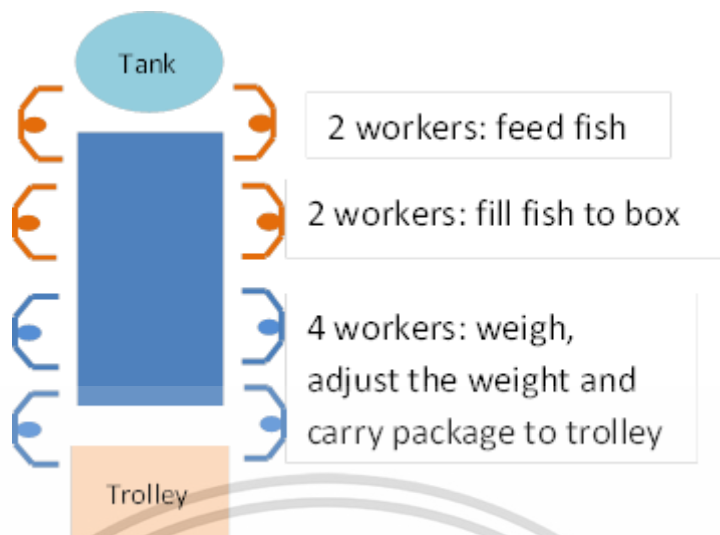 Tank
2 workers: feed fish
2 workers: fill fish to box
4 workers: weigh,
adjust the weight and
carry package to trolley
Trolley